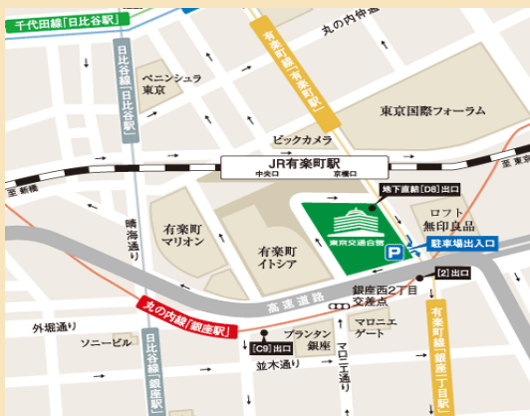 千代田線「日比谷駅」
丸の内仲通り
日比谷線「日比谷駅」
有楽町線「有楽町駅」
ペニンシュラ
東京
東京国際フォーラム
ビックカメラ
JR有楽町駅
中央口
京橋口
至 新橋
至 東京
地下直結[D8]出口
晴海通り
有楽町
マリオン
有楽町
イトシア
東京交通会館
ロフト
無印良品
P
駐車場出入口
[2]出口
高速道路
銀座西2丁目
交差点
丸の内線「銀座駅」
外堀通り
ソニービル
日比谷線「銀座駅」
[C9]出口
プランタン
銀座
マロニエ
ゲート
並木通り
マロニエ通り
有楽町線「銀座一丁目駅」